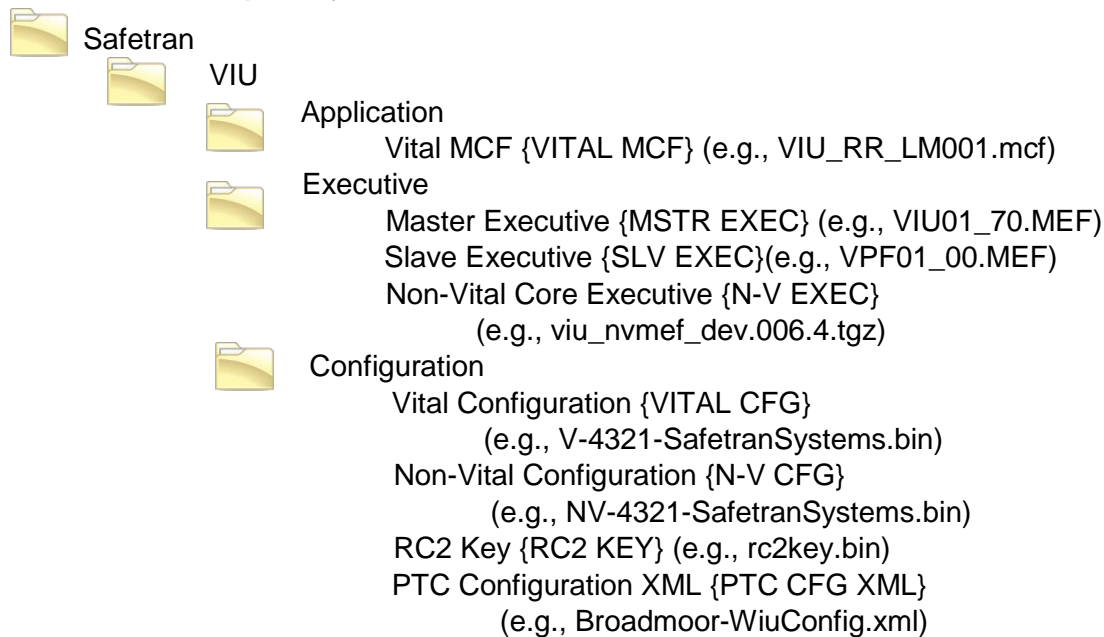 Safetran
VIU
Application
Vital MCF {VITAL MCF} (e.g., VIU_RR_LM001.mcf)
Executive
Master Executive {MSTR EXEC} (e.g., VIU01_70.MEF)
Slave Executive {SLV EXEC}(e.g., VPF01_00.MEF)
Non-Vital Core Executive {N-V EXEC}
(e.g., viu_nvmef_dev.006.4.tgz)
Configuration
Vital Configuration {VITAL CFG}
(e.g., V-4321-SafetranSystems.bin)
Non-Vital Configuration {N-V CFG}
(e.g., NV-4321-SafetranSystems.bin)
RC2 Key {RC2 KEY} (e.g., rc2key.bin)
PTC Configuration XML {PTC CFG XML}
(e.g., Broadmoor-WiuConfig.xml)